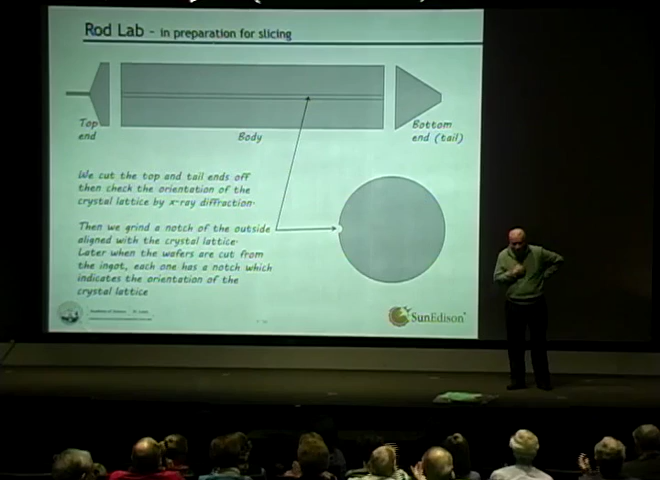 Rod Lab - in preparation for slicing
Top
end
Body
Bottom
end (tail)
We cut the top and tail ends off
then check the orientation of the
crystal lattice by x-ray diffraction.
Then we grind a notch of the outside
aligned with the crystal lattice.
Later when the wafers are cut from
the ingot, each one has a notch which
indicates the orientation of the
crystal lattice
SunEdison